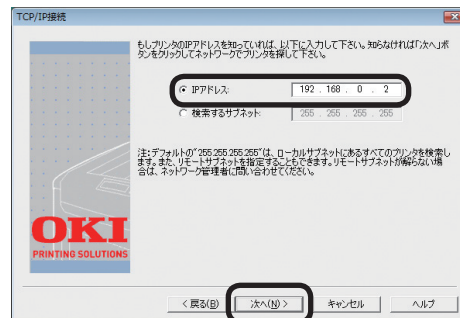 TCP/IP接続
もしプリンタのIPアドレスを知っていれば、以下に入力して下さい。知らなければ「次へ」ボ
タンをクリックしてネットワークでプリンタを探して下さい。
IPアドレス:
192 . 168 . 0 . 2
検索するサブネット:
255 . 255 . 255 . 255
注:デフォルトの"255.255.255.255"は、ローカルサブネットにあるすべてのプリンタを検索し
ます。また、リモートサブネットを指定することもできます。リモートサブネットが解らない場
合は、ネットワーク管理者に問い合わせてください。
OKI
PRINTING SOLUTIONS
< 戻る(B)
次へ(N) >
キャンセル
ヘルプ